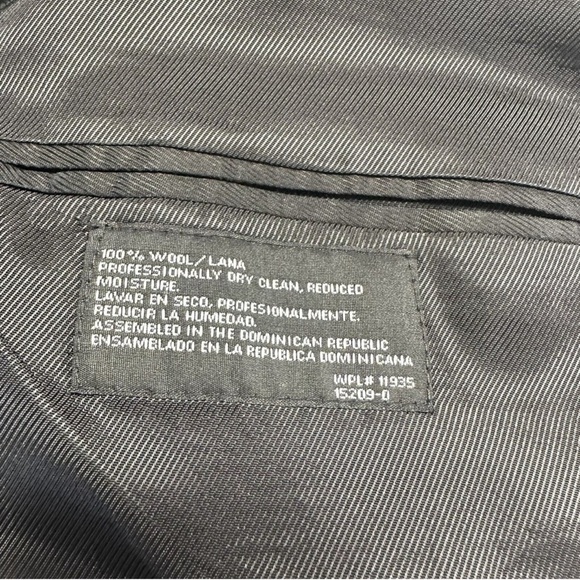 100% WOOL/LANA
PROFESSIONALLY DRY CLEAN, REDUCED
MOISTURE.
LAVAR EN SECO, PROFESIONALMENTE.
REDUCIR LA HUMEDAD.
ASSEMBLED IN THE DOMINICAN REPUBLIC
ENSAMBLADO EN LA REPUBLICA DOMINICANA
WPL# 11935
15209-D